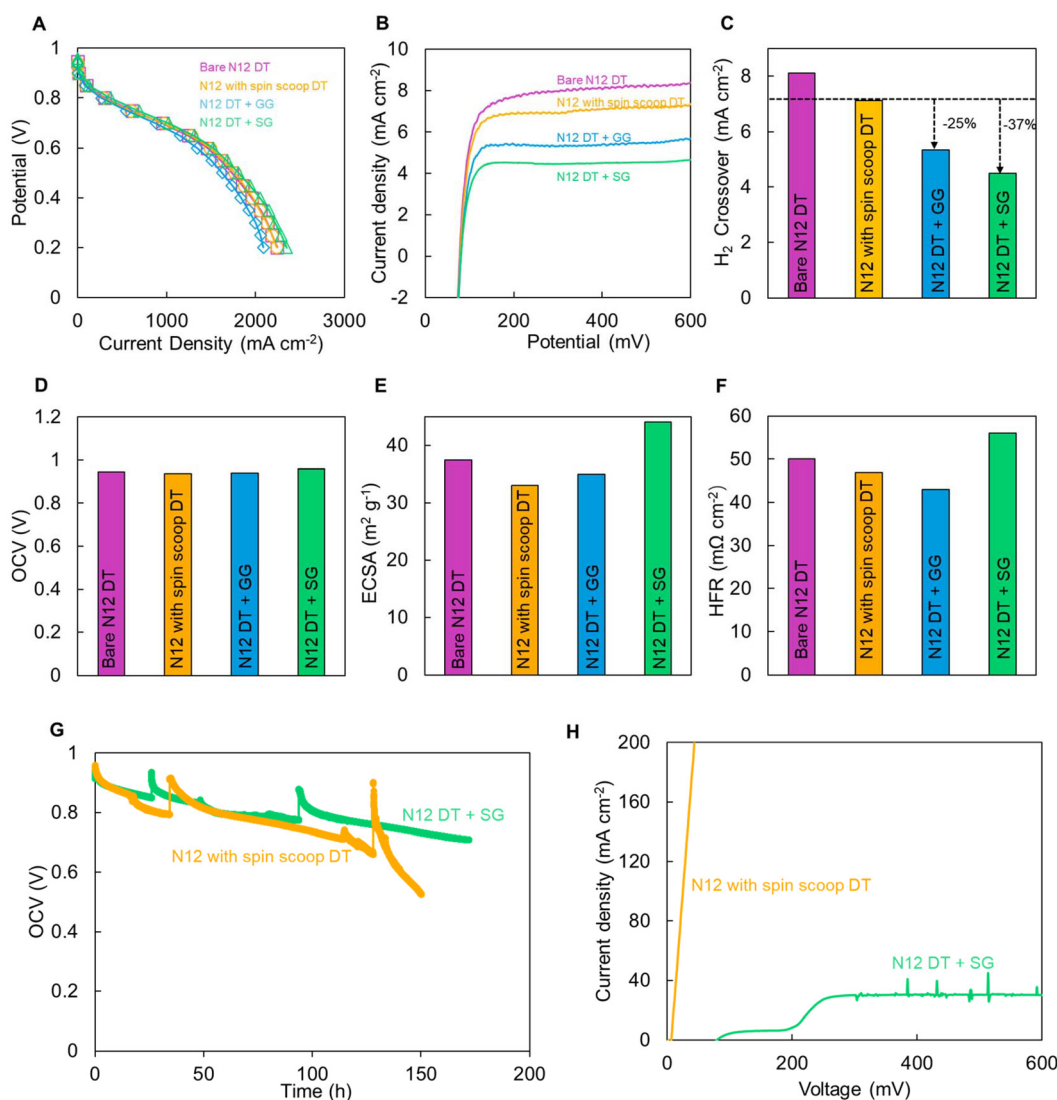 A
Potential (V)
1
0.8
0.6
0.4
0.2
0
0
1000
2000
3000
Current Density (mA cm⁻²)
Bare N12 DT
N12 with spin scoop DT
N12 DT + GG
N12 DT + SG
B
Current density (mA cm⁻²)
10
8
6
4
2
0
-2
0
200
400
600
Potential (mV)
Bare N12 DT
N12 with spin scoop DT
N12 DT + GG
N12 DT + SG
C
H₂ Crossover (mA cm⁻²)
8
6
4
2
0
Bare N12 DT
N12 with spin scoop DT
N12 DT + GG
N12 DT + SG
-25%
-37%
D
OCV (V)
1.2
1
0.8
0.6
0.4
0.2
0
Bare N12 DT
N12 with spin scoop DT
N12 DT + GG
N12 DT + SG
E
ECSA (m² g⁻¹)
40
30
20
10
0
Bare N12 DT
N12 with spin scoop DT
N12 DT + GG
N12 DT + SG
F
HFR (mΩ cm⁻²)
60
50
40
30
20
10
0
Bare N12 DT
N12 with spin scoop DT
N12 DT + GG
N12 DT + SG
G
OCV (V)
1
0.8
0.6
0.4
0.2
0
0
50
100
150
200
Time (h)
N12 DT + SG
N12 with spin scoop DT
H
Current density (mA cm⁻²)
200
160
120
80
40
0
0
200
400
600
Voltage (mV)
N12 with spin scoop DT
N12 DT + SG